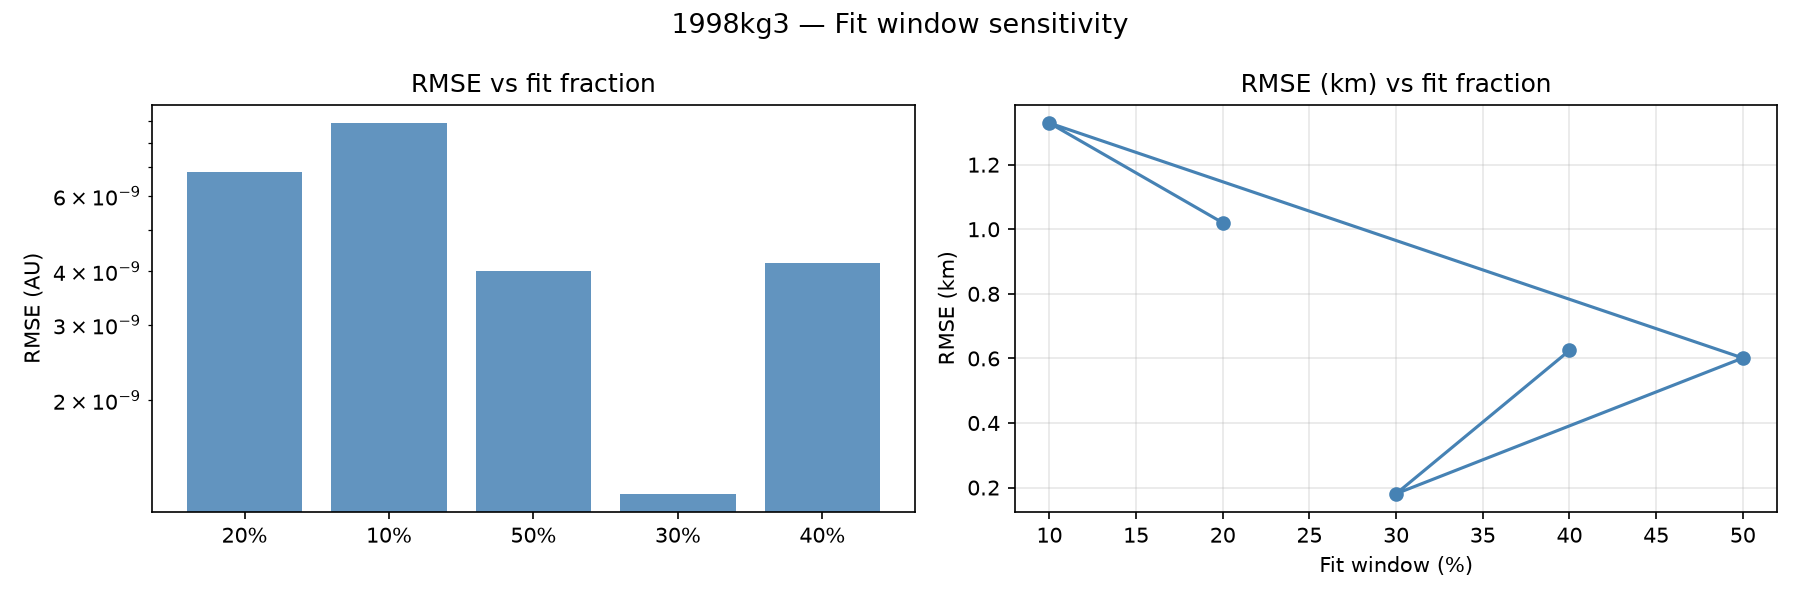 1998kg3 — Fit window sensitivity
RMSE vs fit fraction
RMSE (AU)
6 × 10⁻⁹
4 × 10⁻⁹
3 × 10⁻⁹
2 × 10⁻⁹
20% 10% 50% 30% 40%
RMSE (km) vs fit fraction
RMSE (km)
1.2
1.0
0.8
0.6
0.4
0.2
10 15 20 25 30 35 40 45 50
Fit window (%)